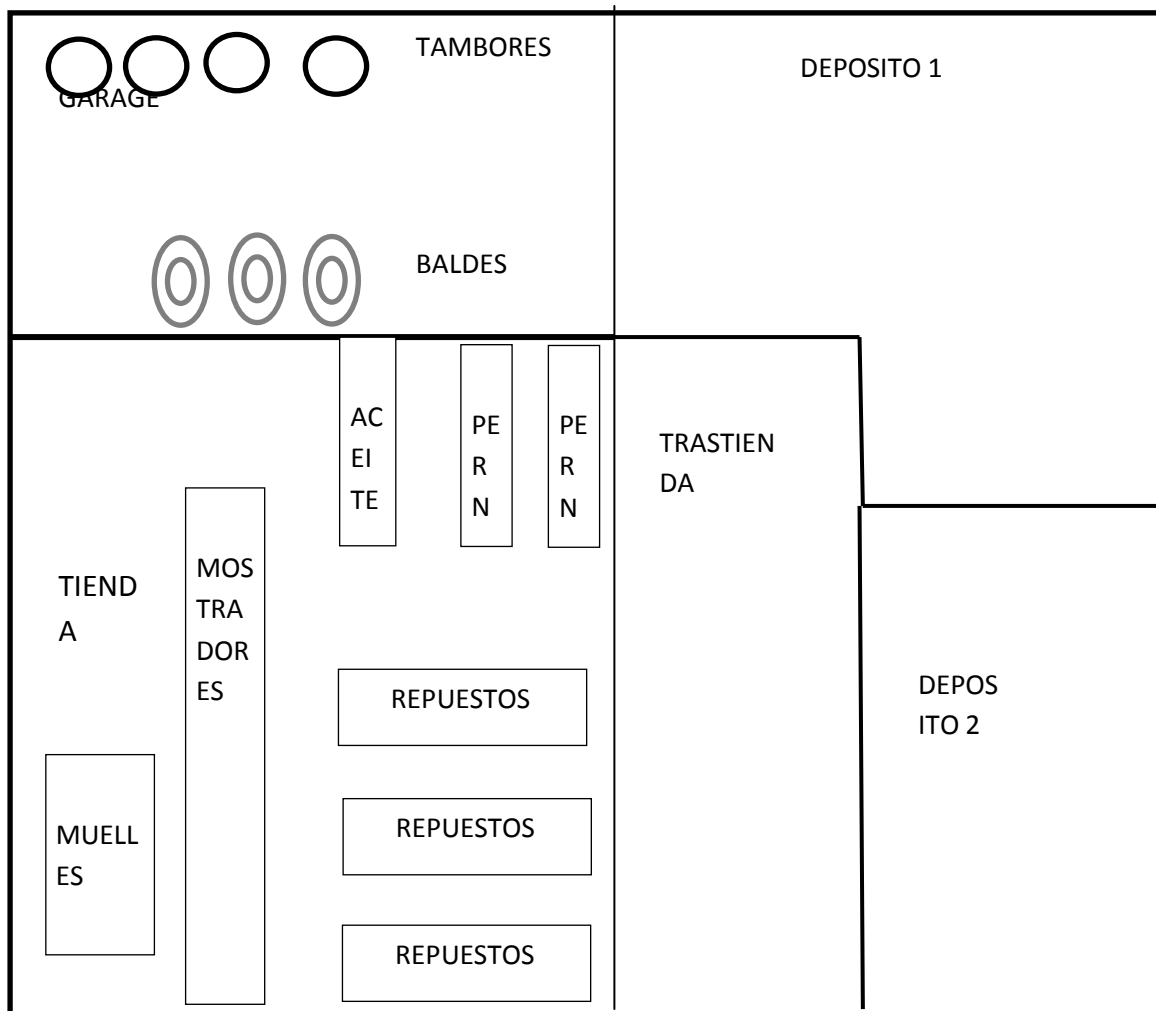 TAMBORES
DEPOSITO 1
GARAGE
BALDES
AC
EI
TE
PE
R
N
PE
R
N
TRASTIEN
DA
TIEND
A
MOS
TRA
DOR
ES
REPUESTOS
DEPOS
ITO 2
MUELL
ES
REPUESTOS
REPUESTOS